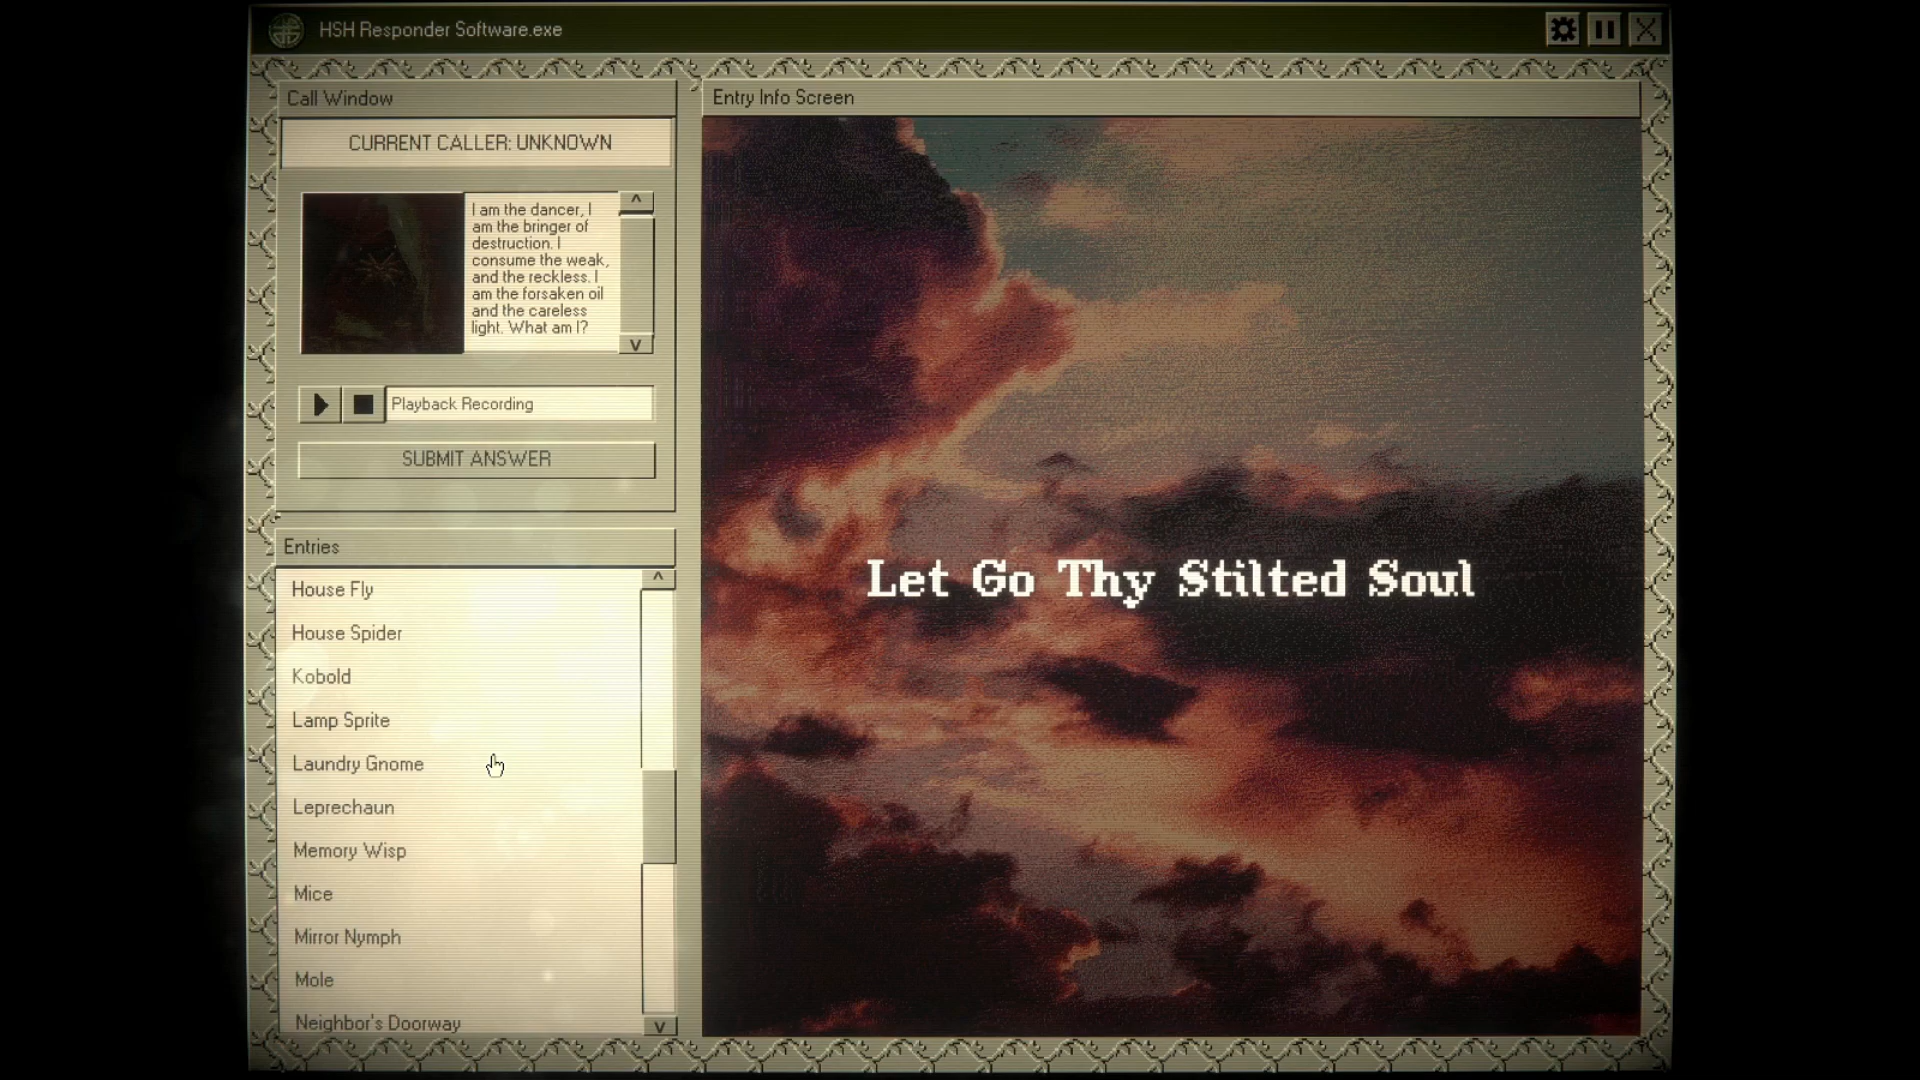 HSH Responder Software.exe
Call Window
CURRENT CALLER: UNKNOWN
I am the dancer, I
am the bringer of
destruction. I
consume the weak,
and the reckless. I
am the forsaken oil
and the careless
light. What am I?
Playback Recording
SUBMIT ANSWER
Entries
House Fly
House Spider
Kobold
Lamp Sprite
Laundry Gnome
Leprechaun
Memory Wisp
Mice
Mirror Nymph
Mole
Neighbor's Doorway
Entry Info Screen
Let Go Thy Stilted Soul